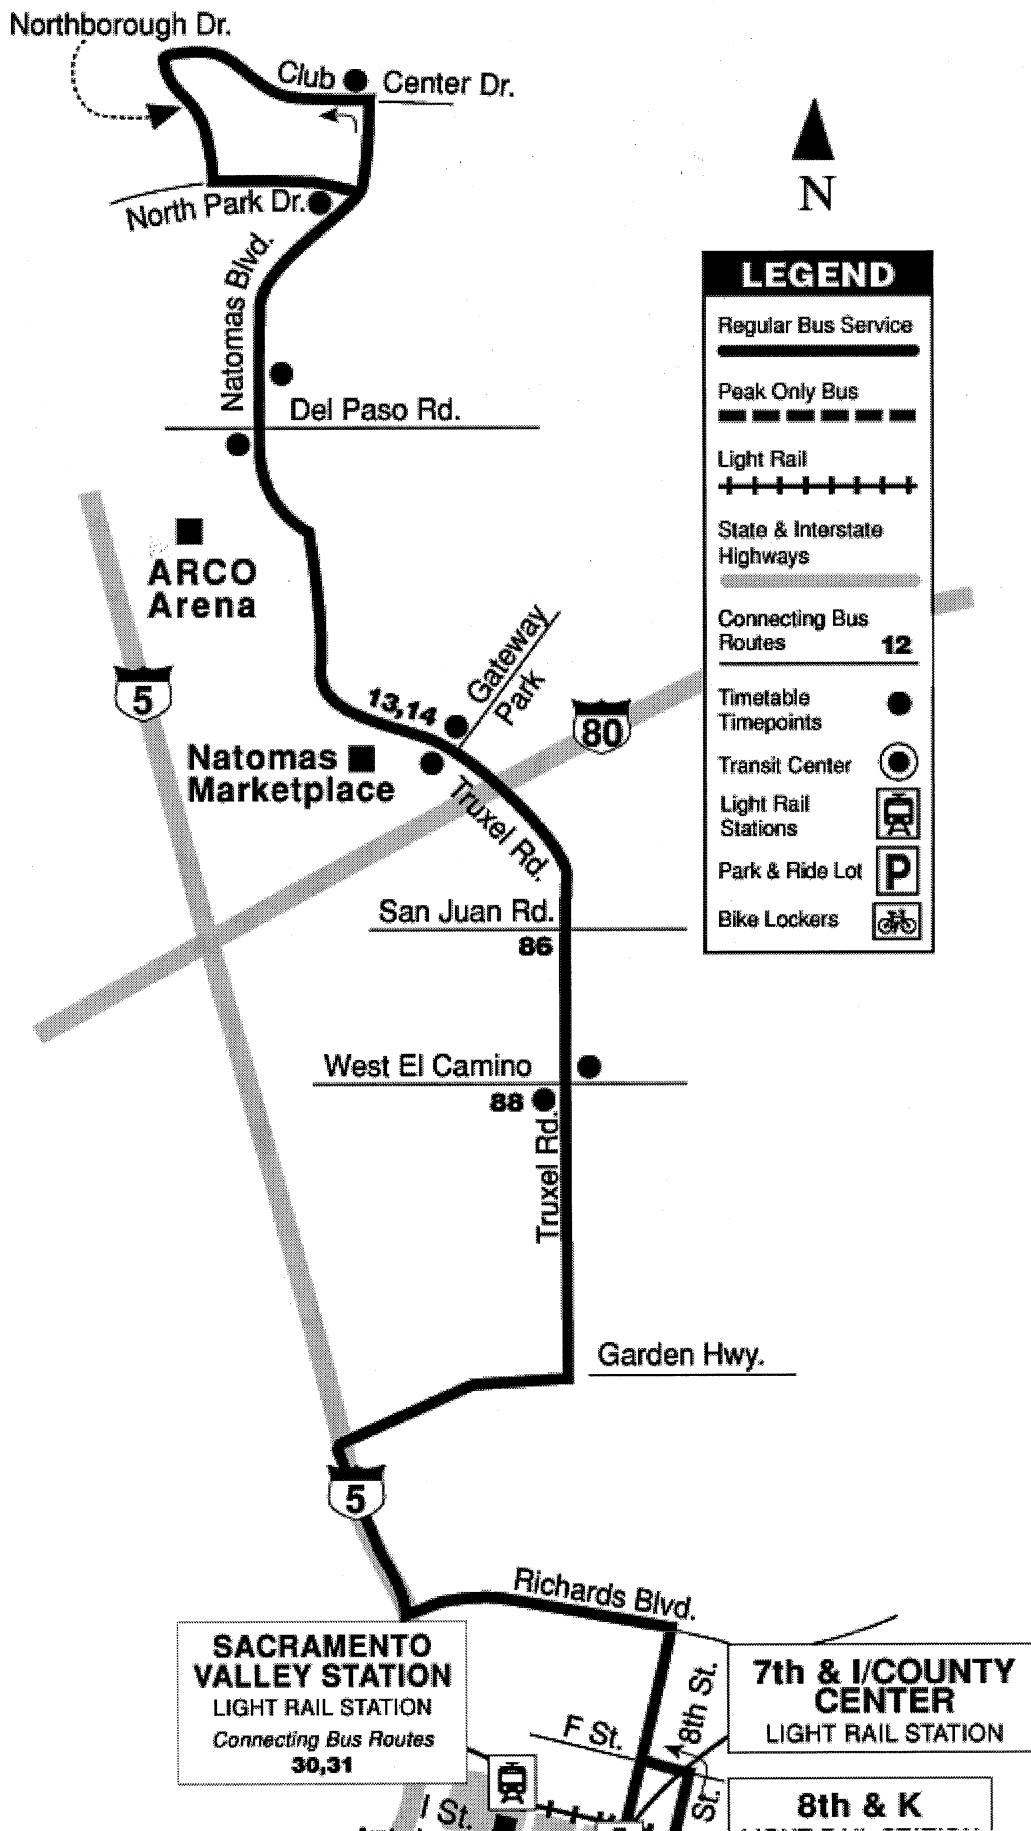 Northborough Dr.
Club
Center Dr.
North Park Dr.
N
Natomas Blvd.
LEGEND
Regular Bus Service
Peak Only Bus
Light Rail
State & Interstate
Highways
Connecting Bus
Routes 12
Timetable
Timepoints
Transit Center
Light Rail
Stations
Park & Ride Lot P
Bike Lockers
Del Paso Rd.
ARCO
Arena
5
Gateway
Park
13,14
80
Natomas
Marketplace
Truxel Rd.
San Juan Rd.
86
West El Camino
88
Truxel Rd.
Garden Hwy.
5
Richards Blvd.
SACRAMENTO
VALLEY STATION
LIGHT RAIL STATION
Connecting Bus Routes
30,31
7th & I/COUNTY
CENTER
LIGHT RAIL STATION
8th St.
F St.
I St.
St.
8th & K